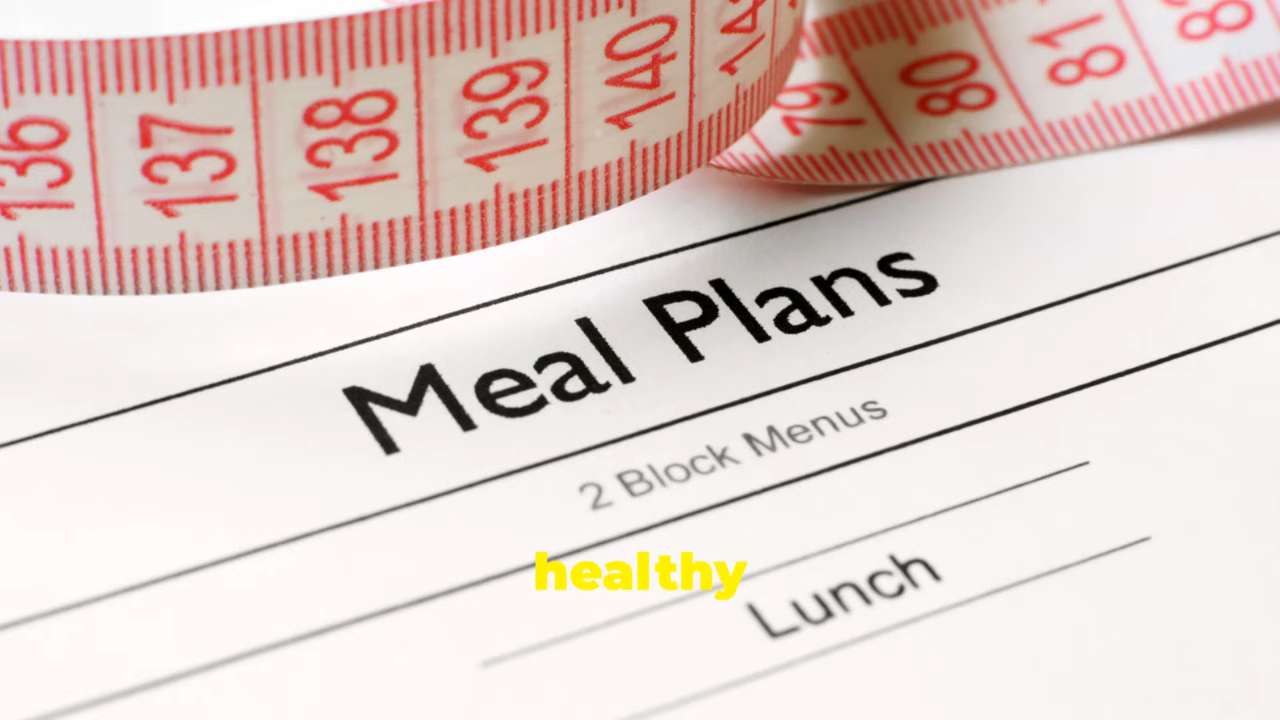 136 137 138 139 140
79 80 81
Meal Plans
2 Block Menus
healthy
Lunch